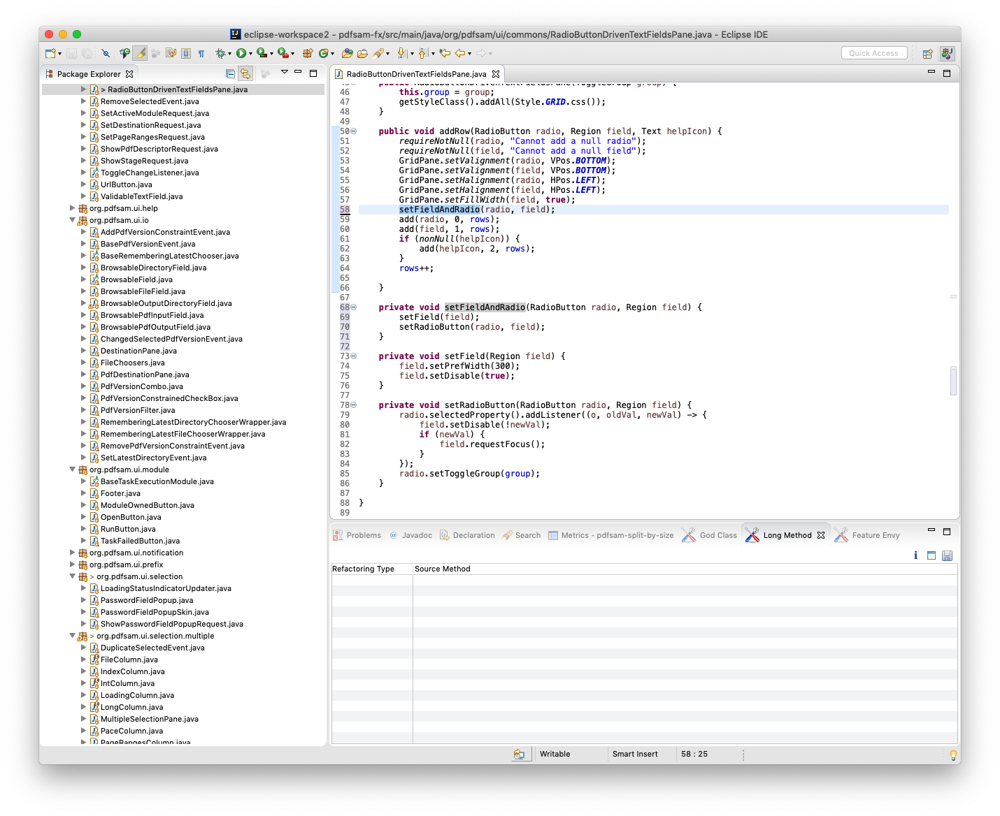 eclipse-workspace2 - pdfsam-fx/src/main/java/org/pdfsam/ui/commons/RadioButtonDrivenTextFieldsPane.java - Eclipse IDE
Quick Access
Package Explorer
> RadioButtonDrivenTextFieldsPane.java
RemoveSelectedEvent.java
SetActiveModuleRequest.java
SetDestinationRequest.java
SetPageRangesRequest.java
ShowPdfDescriptorRequest.java
ShowStageRequest.java
ToggleChangeListener.java
UrlButton.java
ValidableTextField.java
org.pdfsam.ui.help
org.pdfsam.ui.io
AddPdfVersionConstraintEvent.java
BasePdfVersionEvent.java
BaseRememberingLatestChooser.java
BrowsableDirectoryField.java
BrowsableField.java
BrowsableFileField.java
BrowsableOutputDirectoryField.java
BrowsablePdfInputField.java
BrowsablePdfOutputField.java
ChangedSelectedPdfVersionEvent.java
DestinationPane.java
FileChoosers.java
PdfDestinationPane.java
PdfVersionCombo.java
PdfVersionConstrainedCheckBox.java
PdfVersionFilter.java
RememberingLatestDirectoryChooserWrapper.java
RememberingLatestFileChooserWrapper.java
RemovePdfVersionConstraintEvent.java
SetLatestDirectoryEvent.java
org.pdfsam.ui.module
BaseTaskExecutionModule.java
Footer.java
ModuleOwnedButton.java
OpenButton.java
RunButton.java
TaskFailedButton.java
org.pdfsam.ui.notification
org.pdfsam.ui.prefix
> org.pdfsam.ui.selection
LoadingStatusIndicatorUpdater.java
PasswordFieldPopup.java
PasswordFieldPopupSkin.java
ShowPasswordFieldPopupRequest.java
> org.pdfsam.ui.selection.multiple
DuplicateSelectedEvent.java
FileColumn.java
IndexColumn.java
IntColumn.java
LoadingColumn.java
LongColumn.java
MultipleSelectionPane.java
PaceColumn.java
PageRangesColumn.java
RadioButtonDrivenTextFieldsPane.java
45 public RadioButtonDrivenTextFieldsPane(ToggleGroup group) {
46 this.group = group;
47 getStyleClass().addAll(Style.GRID.css());
48 }
49
50 public void addRow(RadioButton radio, Region field, Text helpIcon) {
51 requireNotNull(radio, "Cannot add a null radio");
52 requireNotNull(field, "Cannot add a null field");
53 GridPane.setValignment(radio, VPos.BOTTOM);
54 GridPane.setValignment(field, VPos.BOTTOM);
55 GridPane.setHalignment(radio, HPos.LEFT);
56 GridPane.setHalignment(field, HPos.LEFT);
57 GridPane.setFillWidth(field, true);
58 setFieldAndRadio(radio, field);
59 add(radio, 0, rows);
60 add(field, 1, rows);
61 if (nonNull(helpIcon)) {
62 add(helpIcon, 2, rows);
63 }
64 rows++;
65
66 }
67
68 private void setFieldAndRadio(RadioButton radio, Region field) {
69 setField(field);
70 setRadioButton(radio, field);
71 }
72
73 private void setField(Region field) {
74 field.setPrefWidth(300);
75 field.setDisable(true);
76 }
77
78 private void setRadioButton(RadioButton radio, Region field) {
79 radio.selectedProperty().addListener((o, oldVal, newVal) -> {
80 field.setDisable(!newVal);
81 if (newVal) {
82 field.requestFocus();
83 }
84 });
85 radio.setToggleGroup(group);
86 }
87
88 }
89
Problems @ Javadoc Declaration Search Metrics - pdfsam-split-by-size God Class Long Method Feature Envy
Refactoring Type Source Method
Writable Smart Insert 58 : 25